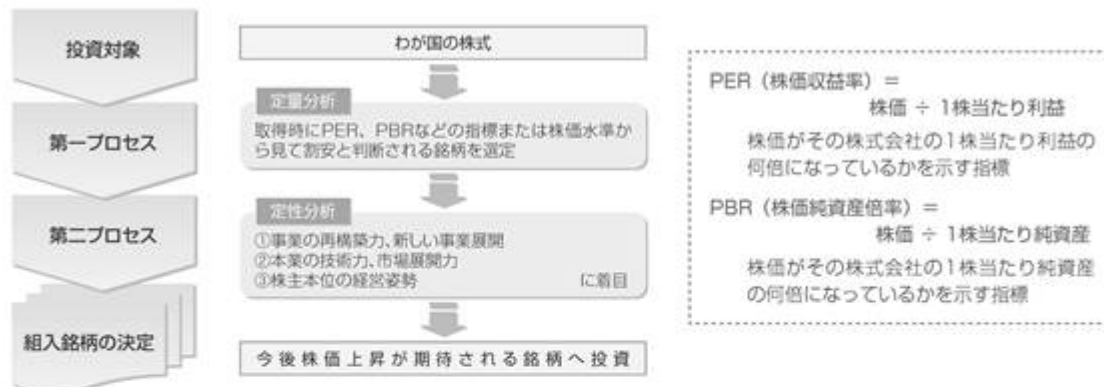 投資対象
第一プロセス
第二プロセス
組入銘柄の決定
わが国の株式
定量分析
取得時にPER、PBRなどの指標または株価水準か
ら見て割安と判断される銘柄を選定
定性分析
①事業の再構築力、新しい事業展開
②本業の技術力、市場展開力
③株主本位の経営姿勢 に着目
今後株価上昇が期待される銘柄へ投資
PER（株価収益率）＝
株価 ÷ 1株当たり利益
株価がその株式会社の1株当たり利益の
何倍になっているかを示す指標
PBR（株価純資産倍率）＝
株価 ÷ 1株当たり純資産
株価がその株式会社の1株当たり純資産
の何倍になっているかを示す指標